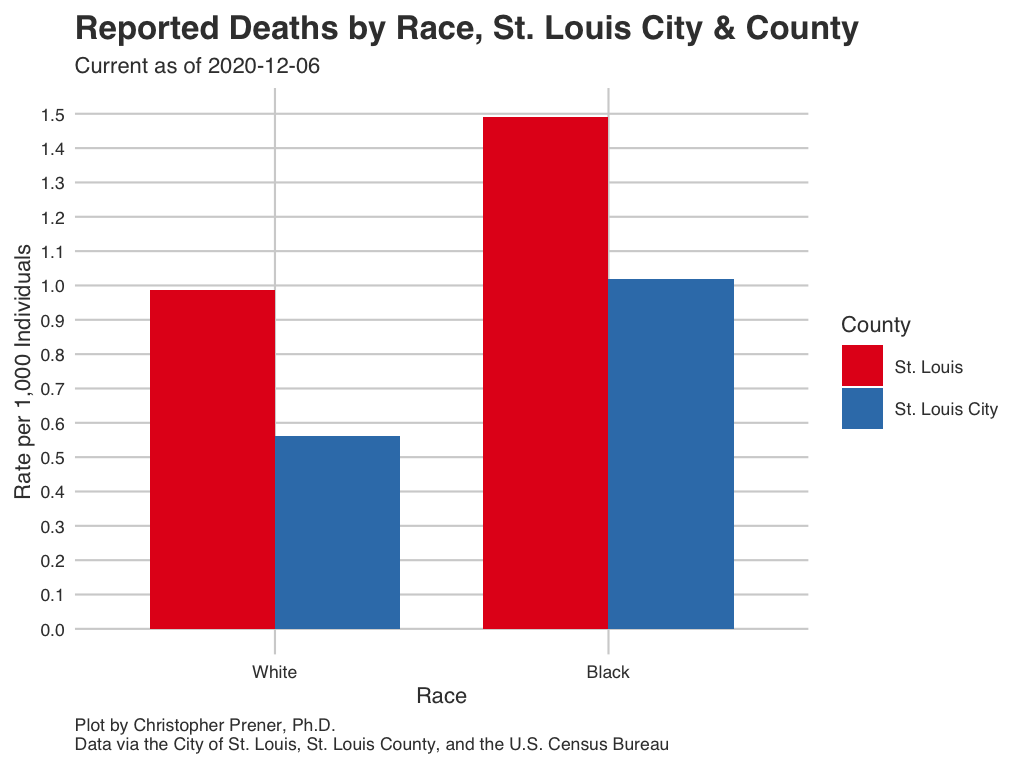 Reported Deaths by Race, St. Louis City & County
Current as of 2020-12-06
Rate per 1,000 Individuals
1.5
1.4
1.3
1.2
1.1
1.0
0.9
0.8
0.7
0.6
0.5
0.4
0.3
0.2
0.1
0.0
White
Black
Race
County
St. Louis
St. Louis City
Plot by Christopher Prener, Ph.D.
Data via the City of St. Louis, St. Louis County, and the U.S. Census Bureau